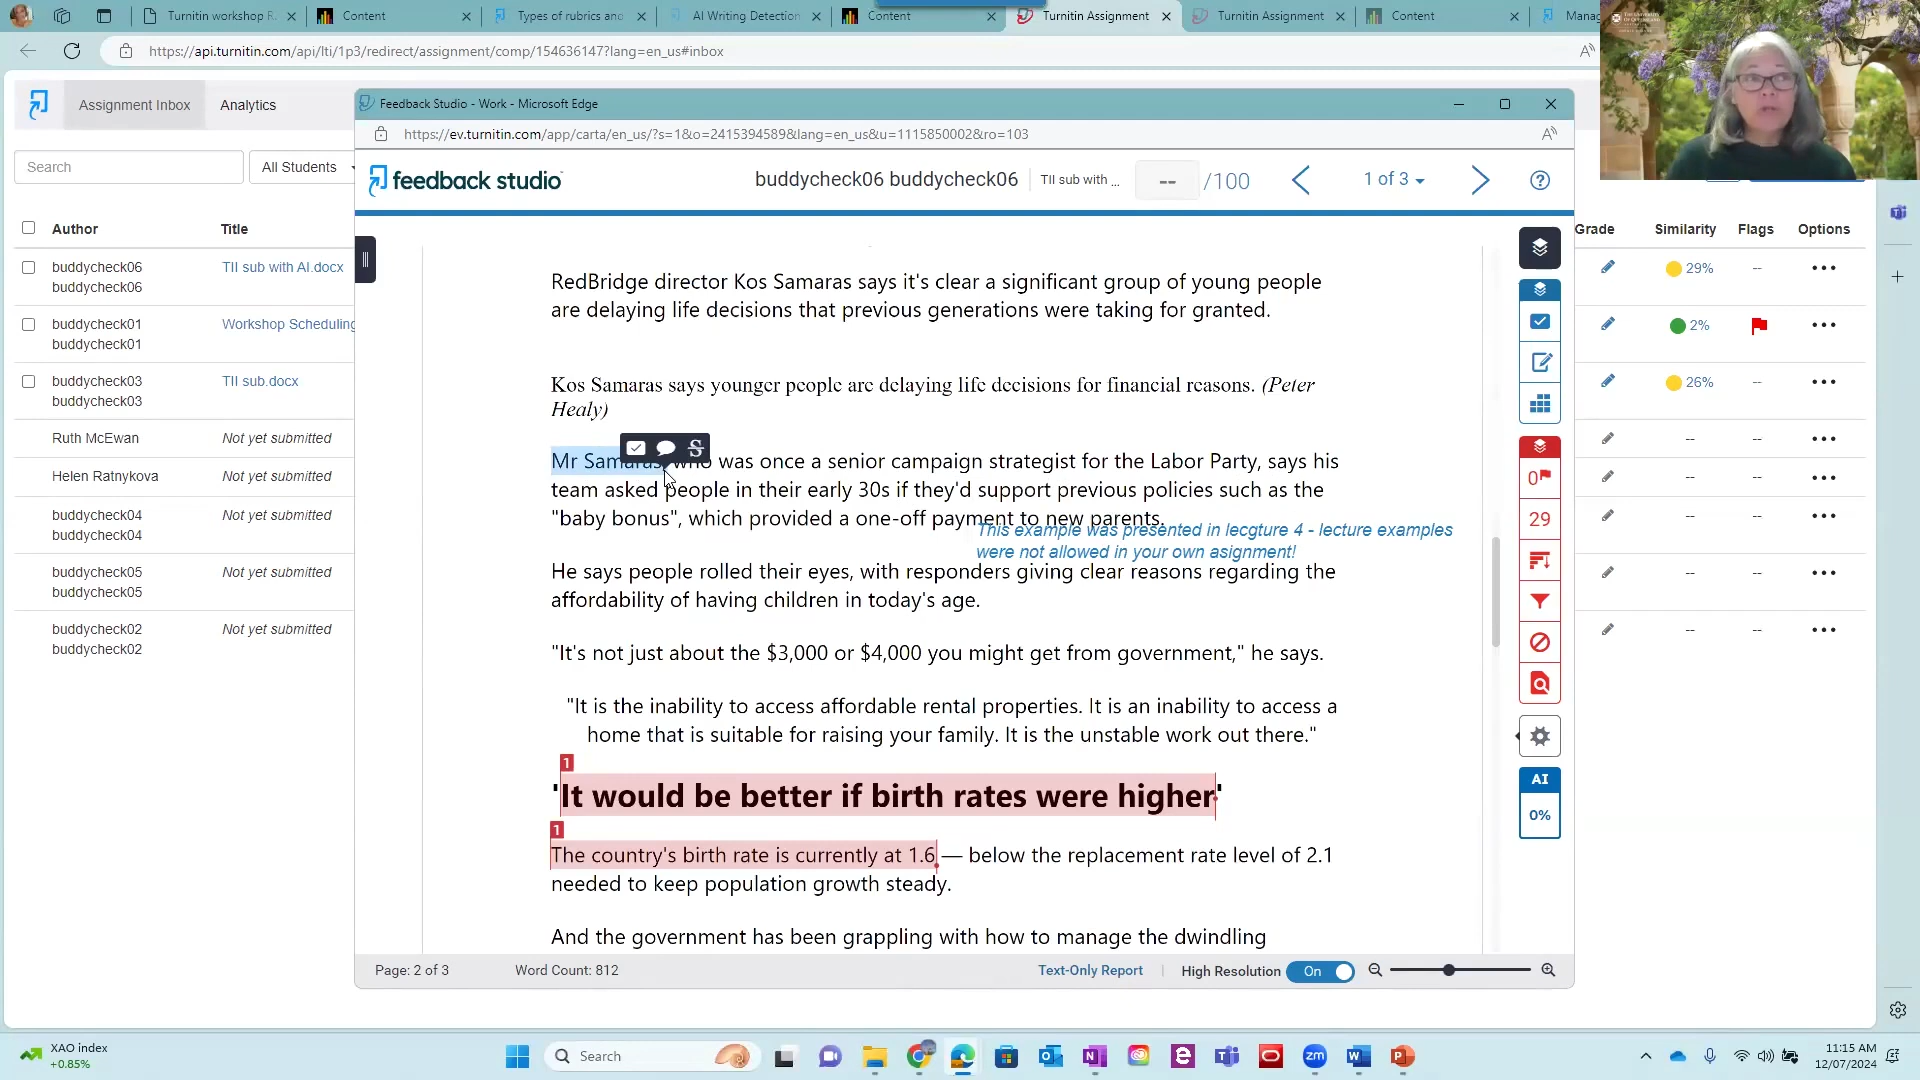 Turnitin workshop R
Content
Types of rubrics and
AI Writing Detection
Content
Turnitin Assignment
Turnitin Assignment
Content
Manag
https://api.turnitin.com/api/lti/1p3/redirect/assignment/comp/154636147?lang=en_us#inbox
Assignment Inbox
Analytics
Search
All Students
Author
Title
Grade
Similarity
Flags
Options
buddycheck06
buddycheck06
TII sub with AI.docx
29%
--
buddycheck01
buddycheck01
Workshop Scheduling
2%
buddycheck03
buddycheck03
TII sub.docx
26%
--
Ruth McEwan
Not yet submitted
--
--
Helen Ratnykova
Not yet submitted
--
--
buddycheck04
buddycheck04
Not yet submitted
--
--
buddycheck05
buddycheck05
Not yet submitted
--
--
buddycheck02
buddycheck02
Not yet submitted
--
--
Feedback Studio - Work - Microsoft Edge
https://ev.turnitin.com/app/carta/en_us/?s=1&o=2415394589&lang=en_us&u=1115850002&ro=103
feedback studio
buddycheck06 buddycheck06
TII sub with ...
-- /100
1 of 3
RedBridge director Kos Samaras says it's clear a significant group of young people
are delaying life decisions that previous generations were taking for granted.
Kos Samaras says younger people are delaying life decisions for financial reasons. (Peter
Healy)
Mr Samaras, who was once a senior campaign strategist for the Labor Party, says his
team asked people in their early 30s if they'd support previous policies such as the
"baby bonus", which provided a one-off payment to new parents.
This example was presented in lecgture 4 - lecture examples
were not allowed in your own asignment!
He says people rolled their eyes, with responders giving clear reasons regarding the
affordability of having children in today's age.
"It's not just about the $3,000 or $4,000 you might get from government," he says.
"It is the inability to access affordable rental properties. It is an inability to access a
home that is suitable for raising your family. It is the unstable work out there."
1
'It would be better if birth rates were higher'
1
The country's birth rate is currently at 1.6 — below the replacement rate level of 2.1
needed to keep population growth steady.
And the government has been grappling with how to manage the dwindling
0
29
AI
0%
Page: 2 of 3
Word Count: 812
Text-Only Report
High Resolution
On
XAO index
+0.85%
Search
zm
11:15 AM
12/07/2024